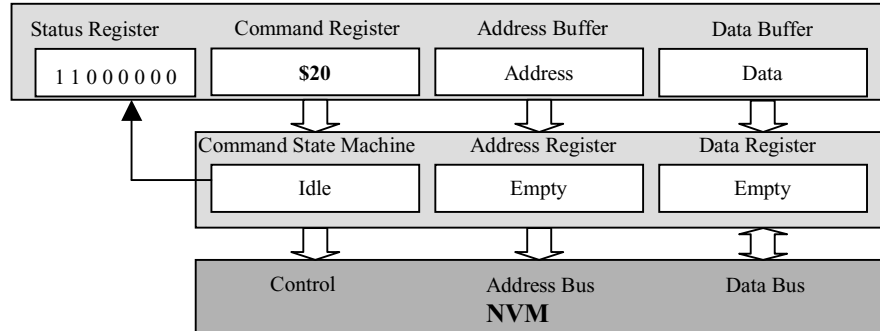 Status Register Command Register Address Buffer Data Buffer
1 1 0 0 0 0 0 0 $20 Address Data
Command State Machine Address Register Data Register
Idle Empty Empty
Control Address Bus Data Bus
NVM